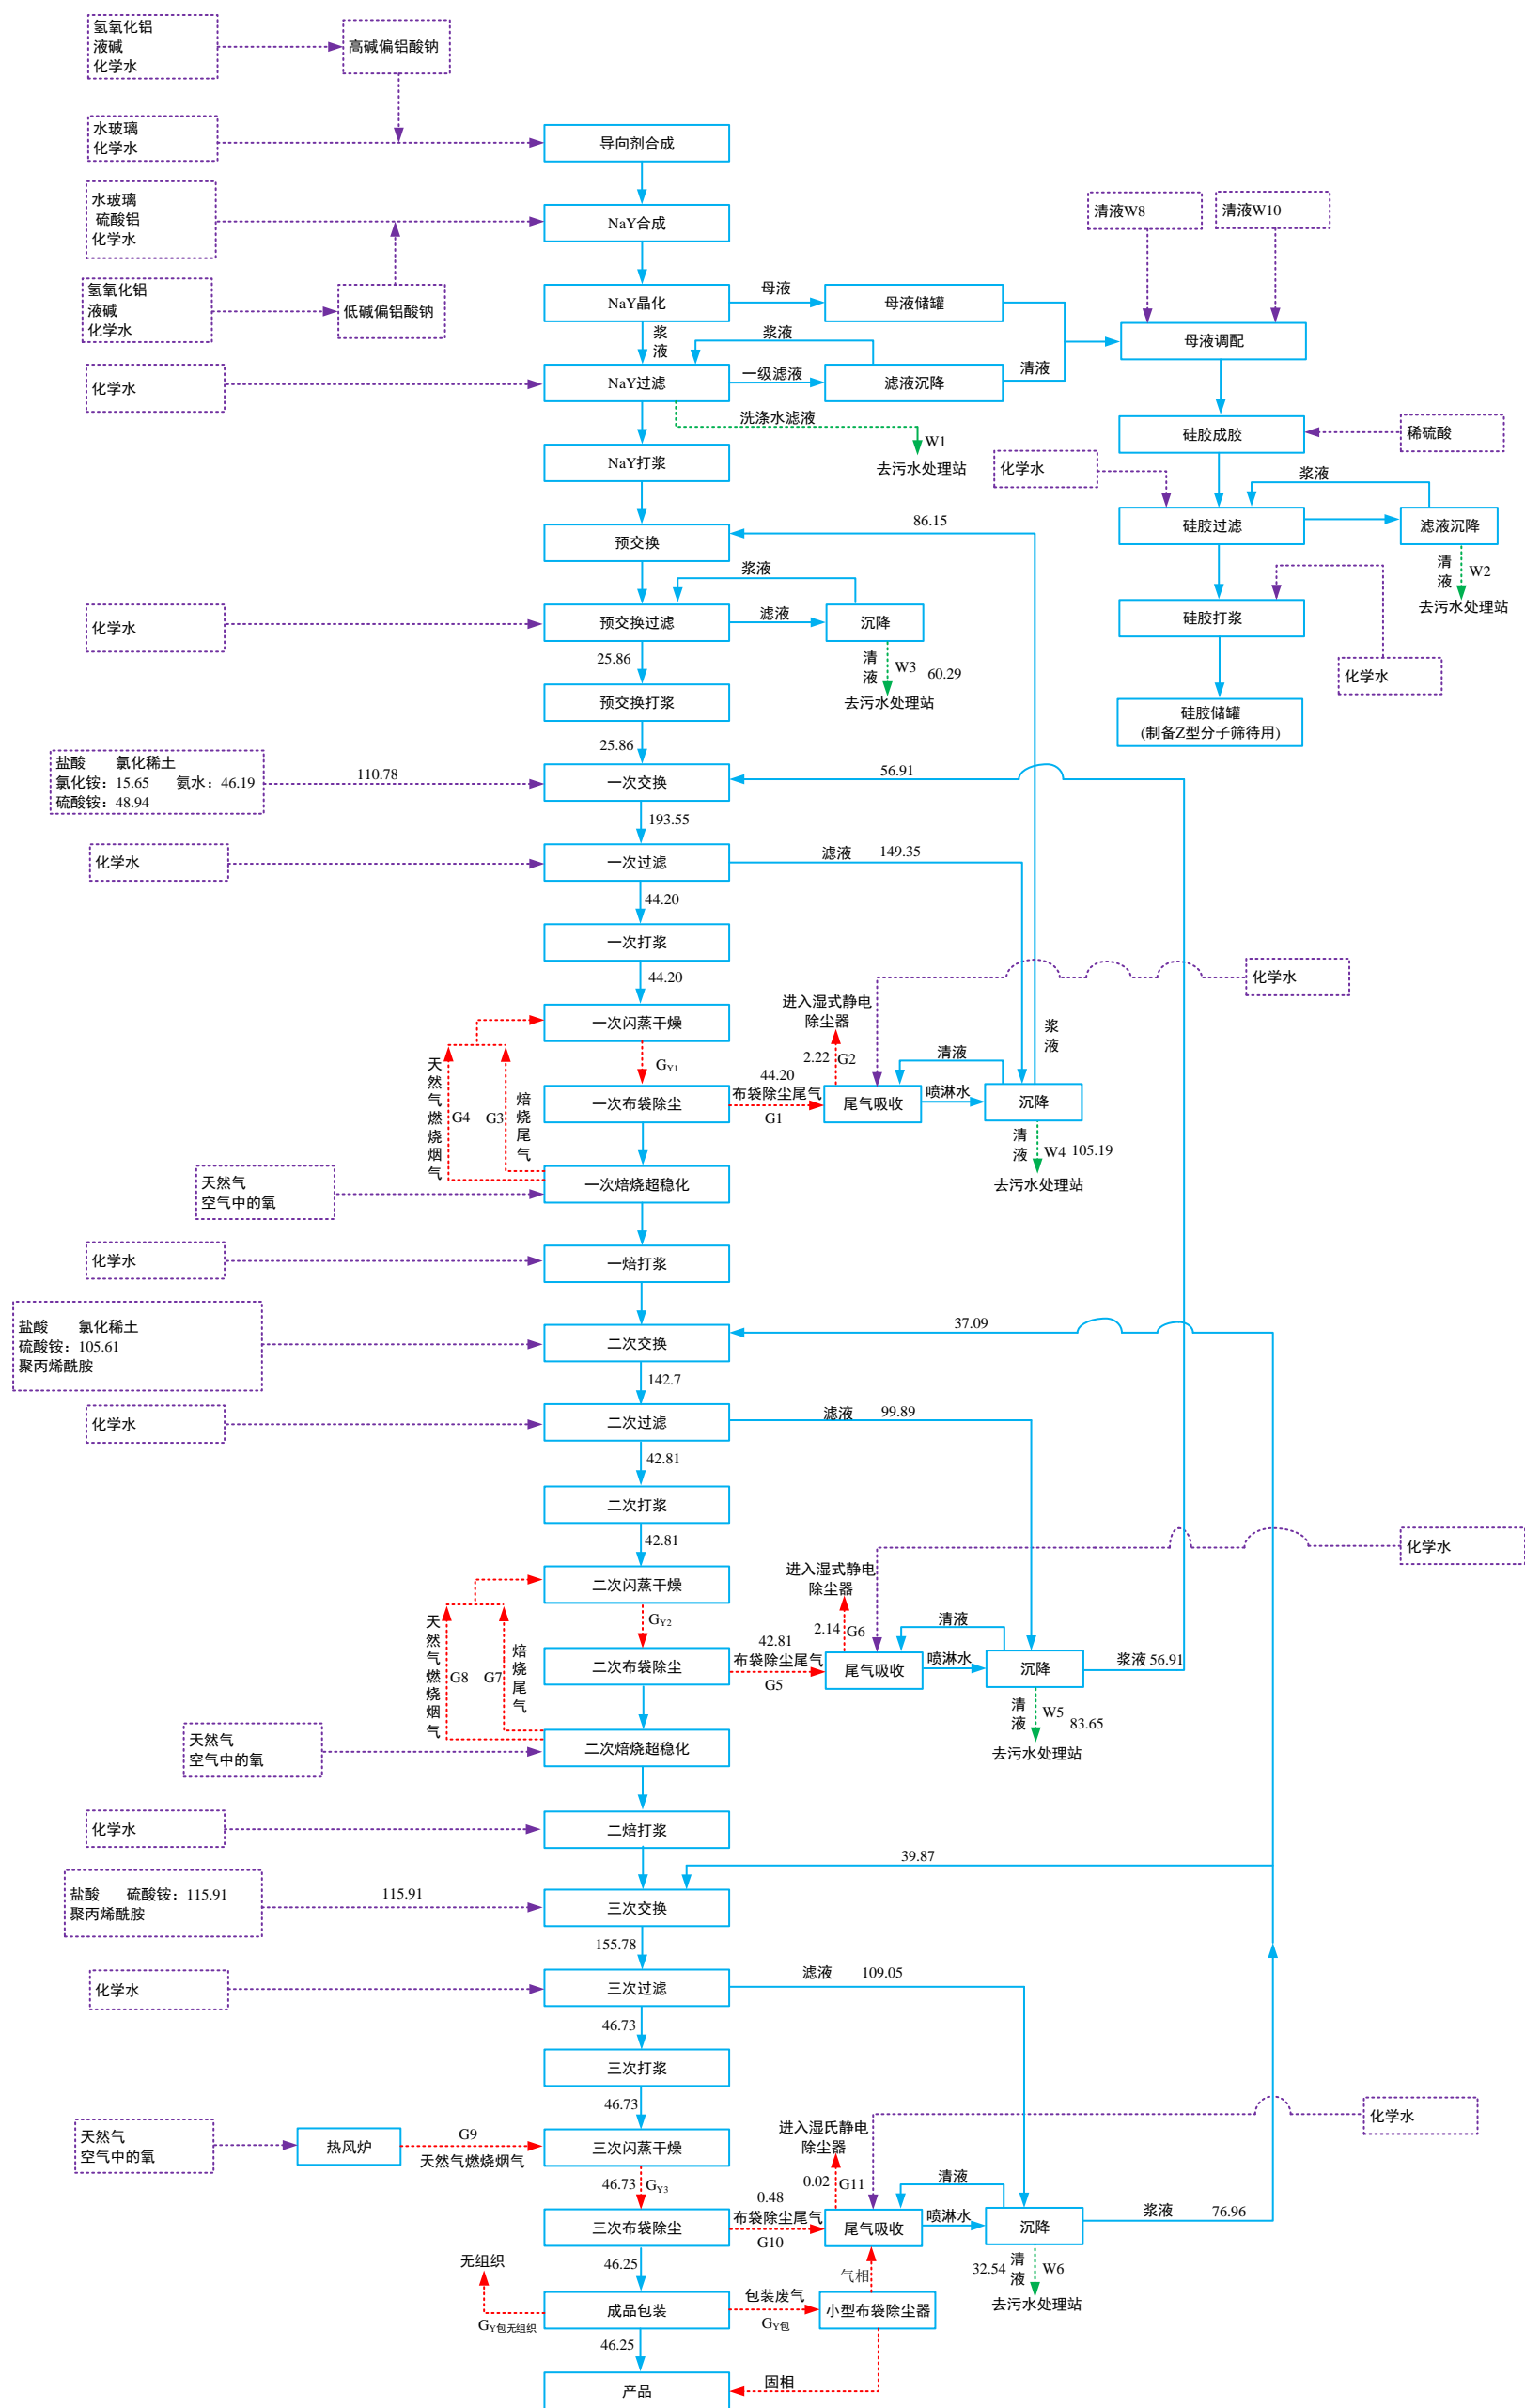 氢氧化铝
液碱
化学水
高碱偏铝酸钠
水玻璃
化学水
导向剂合成
水玻璃
硫酸铝
化学水
NaY合成
清液W8
清液W10
氢氧化铝
液碱
化学水
低碱偏铝酸钠
NaY晶化
母液
母液储罐
浆液
浆液
母液调配
化学水
NaY过滤
一级滤液
滤液沉降
清液
洗涤水滤液
W1
去污水处理站
硅胶成胶
稀硫酸
NaY打浆
化学水
浆液
86.15
硅胶过滤
滤液沉降
预交换
清液
W2
去污水处理站
浆液
化学水
预交换过滤
滤液
沉降
硅胶打浆
25.86
清液
W3
60.29
去污水处理站
化学水
预交换打浆
硅胶储罐
(制备Z型分子筛待用)
25.86
盐酸 氯化稀土
氯化铵：15.65 氨水：46.19
硫酸铵：48.94
110.78
一次交换
56.91
193.55
化学水
一次过滤
滤液
149.35
44.20
一次打浆
44.20
化学水
进入湿式静电
除尘器
一次闪蒸干燥
2.22
G2
浆液
天然气燃烧烟气
G4
G3
焙烧尾气
GY1
清液
44.20
一次布袋除尘
布袋除尘尾气
G1
尾气吸收
喷淋水
沉降
清液
W4
105.19
去污水处理站
天然气
空气中的氧
一次焙烧超稳化
化学水
一焙打浆
盐酸 氯化稀土
硫酸铵：105.61
聚丙烯酰胺
二次交换
37.09
142.7
化学水
二次过滤
滤液
99.89
42.81
二次打浆
42.81
化学水
进入湿式静电
除尘器
二次闪蒸干燥
2.14
G6
天然气燃烧烟气
G8
G7
焙烧尾气
GY2
清液
42.81
二次布袋除尘
布袋除尘尾气
G5
尾气吸收
喷淋水
沉降
浆液
56.91
清液
W5
83.65
去污水处理站
天然气
空气中的氧
二次焙烧超稳化
化学水
二焙打浆
39.87
盐酸 硫酸铵：115.91
聚丙烯酰胺
115.91
三次交换
155.78
化学水
三次过滤
滤液
109.05
46.73
三次打浆
46.73
化学水
天然气
空气中的氧
热风炉
G9
天然气燃烧烟气
三次闪蒸干燥
进入湿氏静电
除尘器
0.02
G11
46.73
GY3
清液
0.48
三次布袋除尘
布袋除尘尾气
G10
尾气吸收
喷淋水
沉降
浆液
76.96
46.25
无组织
气相
32.54
清液
W6
去污水处理站
GY包无组织
成品包装
包装废气
GY包
小型布袋除尘器
46.25
产品
固相